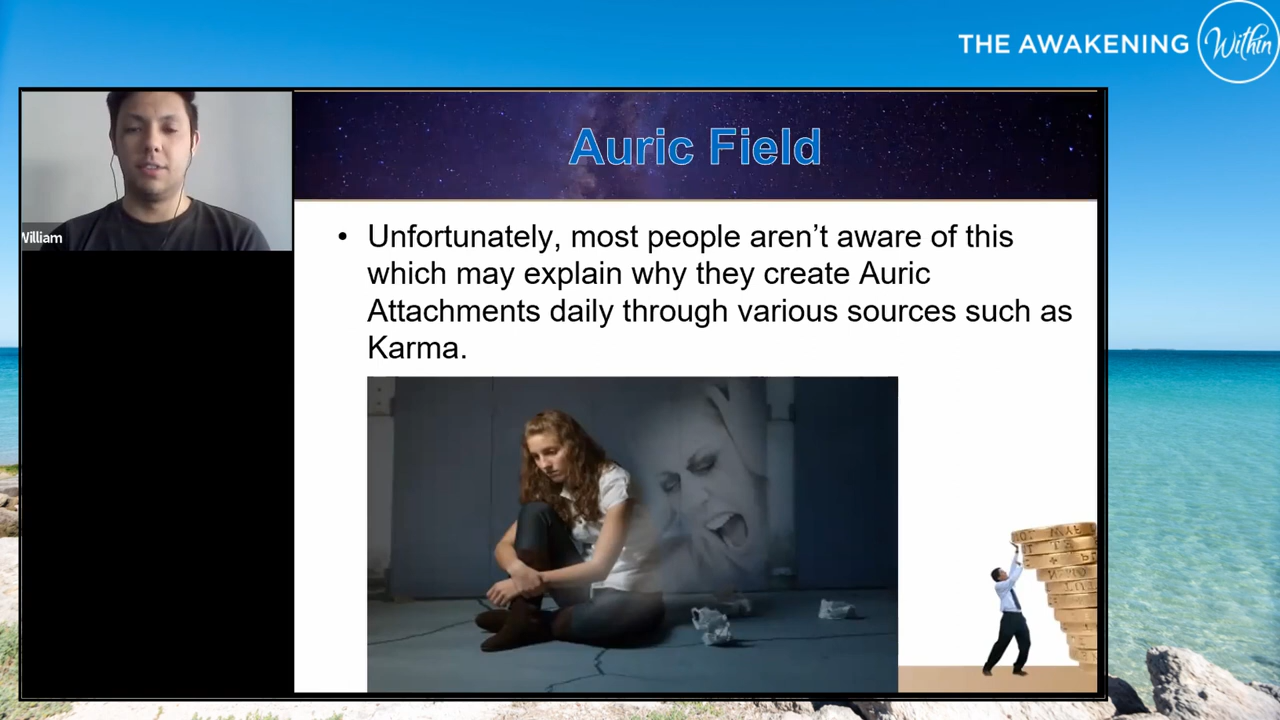 THE AWAKENING Within
William
Auric Field
• Unfortunately, most people aren’t aware of this
which may explain why they create Auric
Attachments daily through various sources such as
Karma.